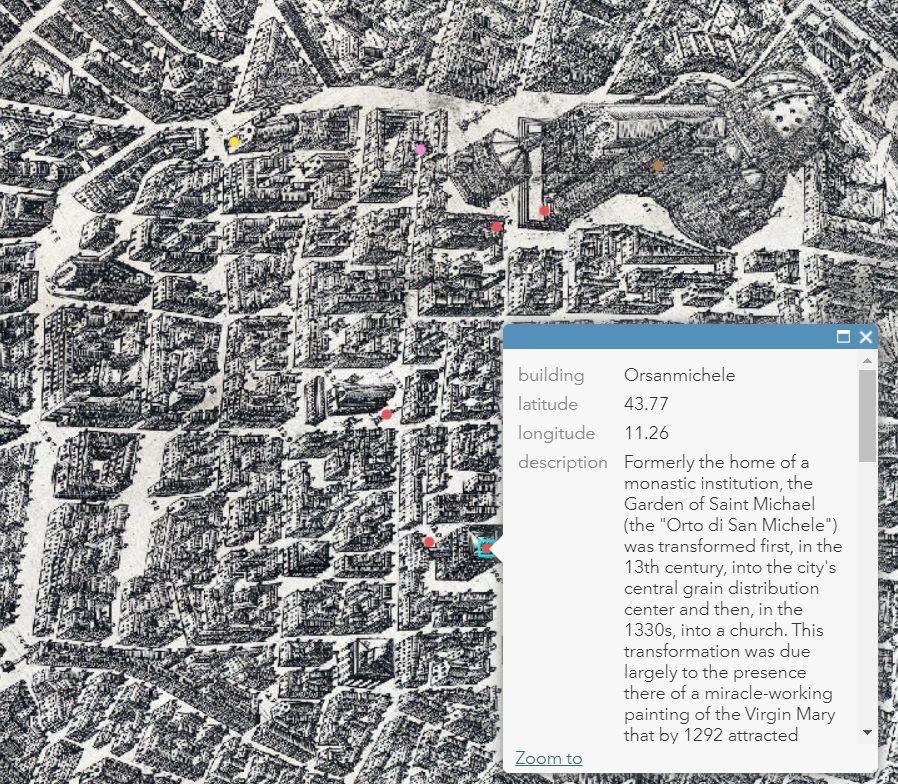 building Orsanmichele
latitude 43.77
longitude 11.26
description Formerly the home of a
monastic institution, the
Garden of Saint Michael
(the "Orto di San Michele")
was transformed first, in the
13th century, into the city's
central grain distribution
center and then, in the
1330s, into a church. This
transformation was due
largely to the presence
there of a miracle-working
painting of the Virgin Mary
that by 1292 attracted
Zoom to